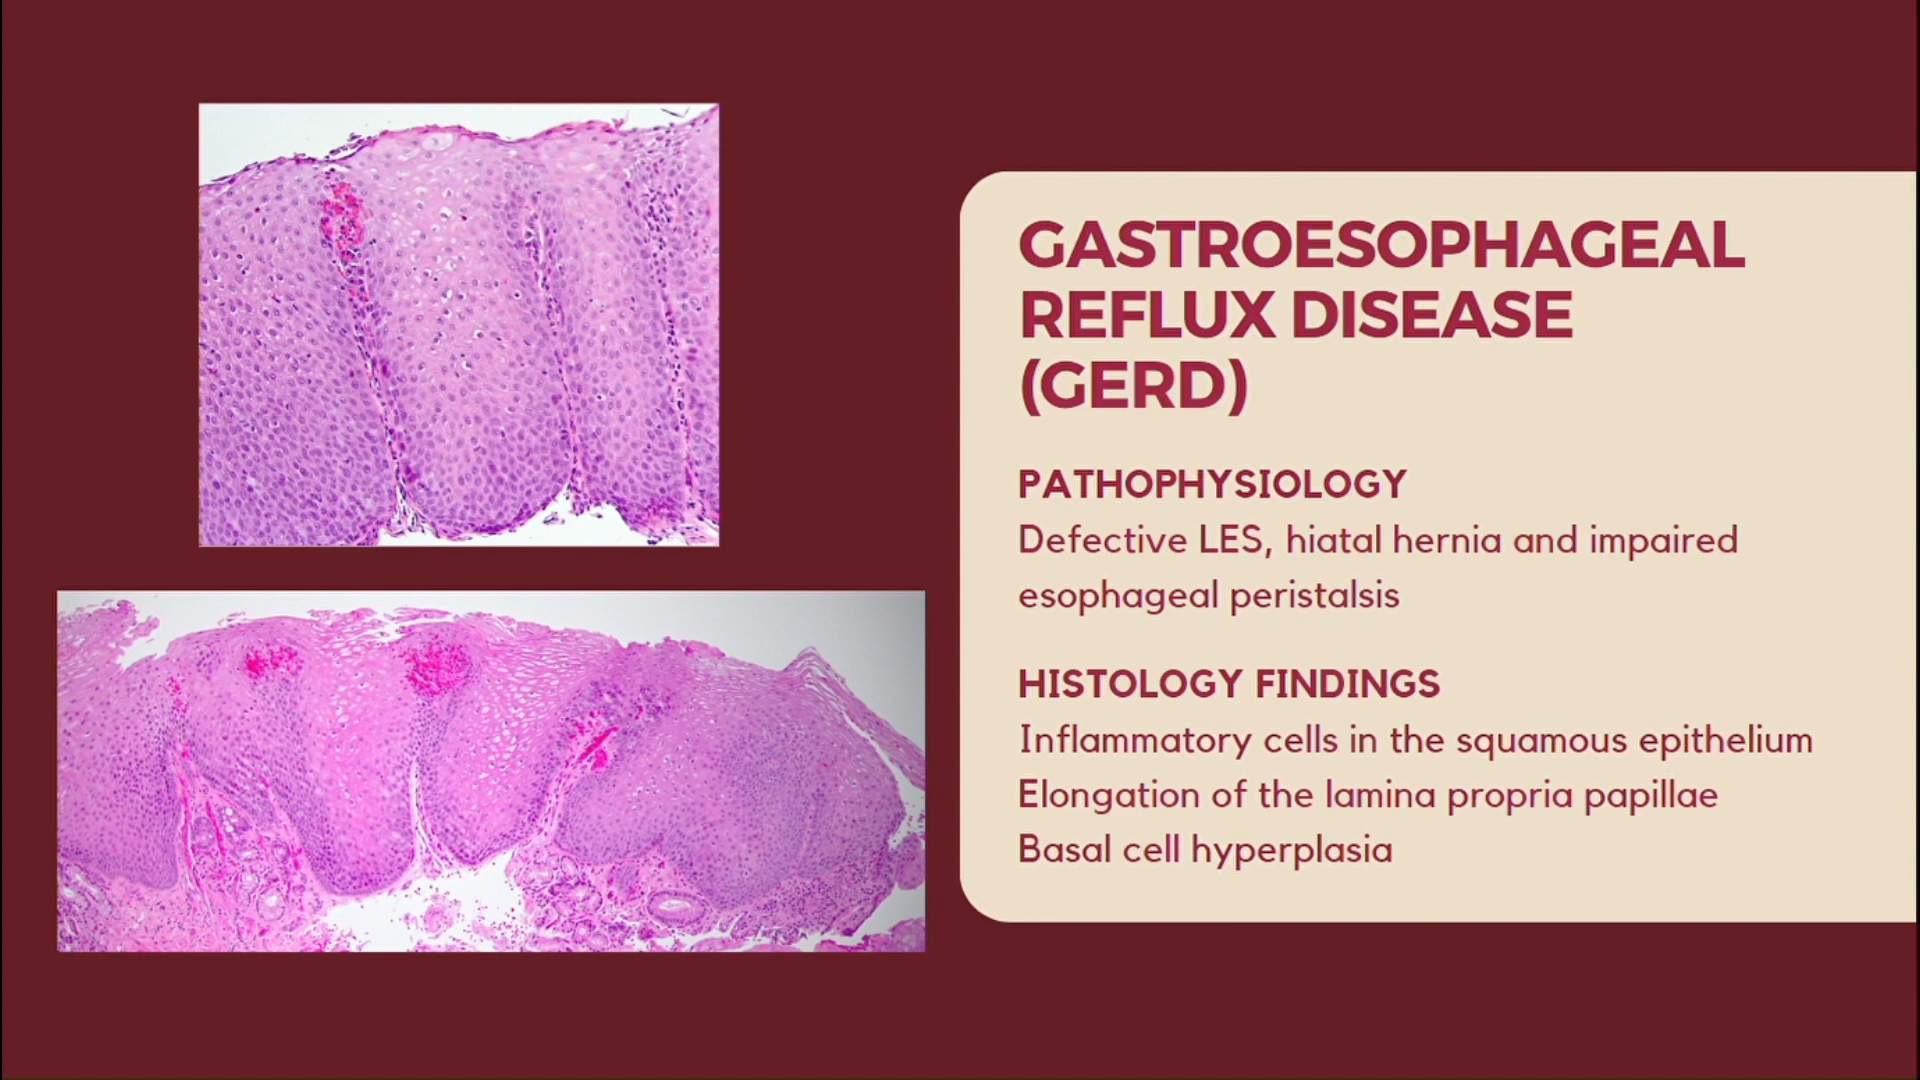 GASTROESOPHAGEAL
REFLUX DISEASE
(GERD)
PATHOPHYSIOLOGY
Defective LES, hiatal hernia and impaired
esophageal peristalsis
HISTOLOGY FINDINGS
Inflammatory cells in the squamous epithelium
Elongation of the lamina propria papillae
Basal cell hyperplasia